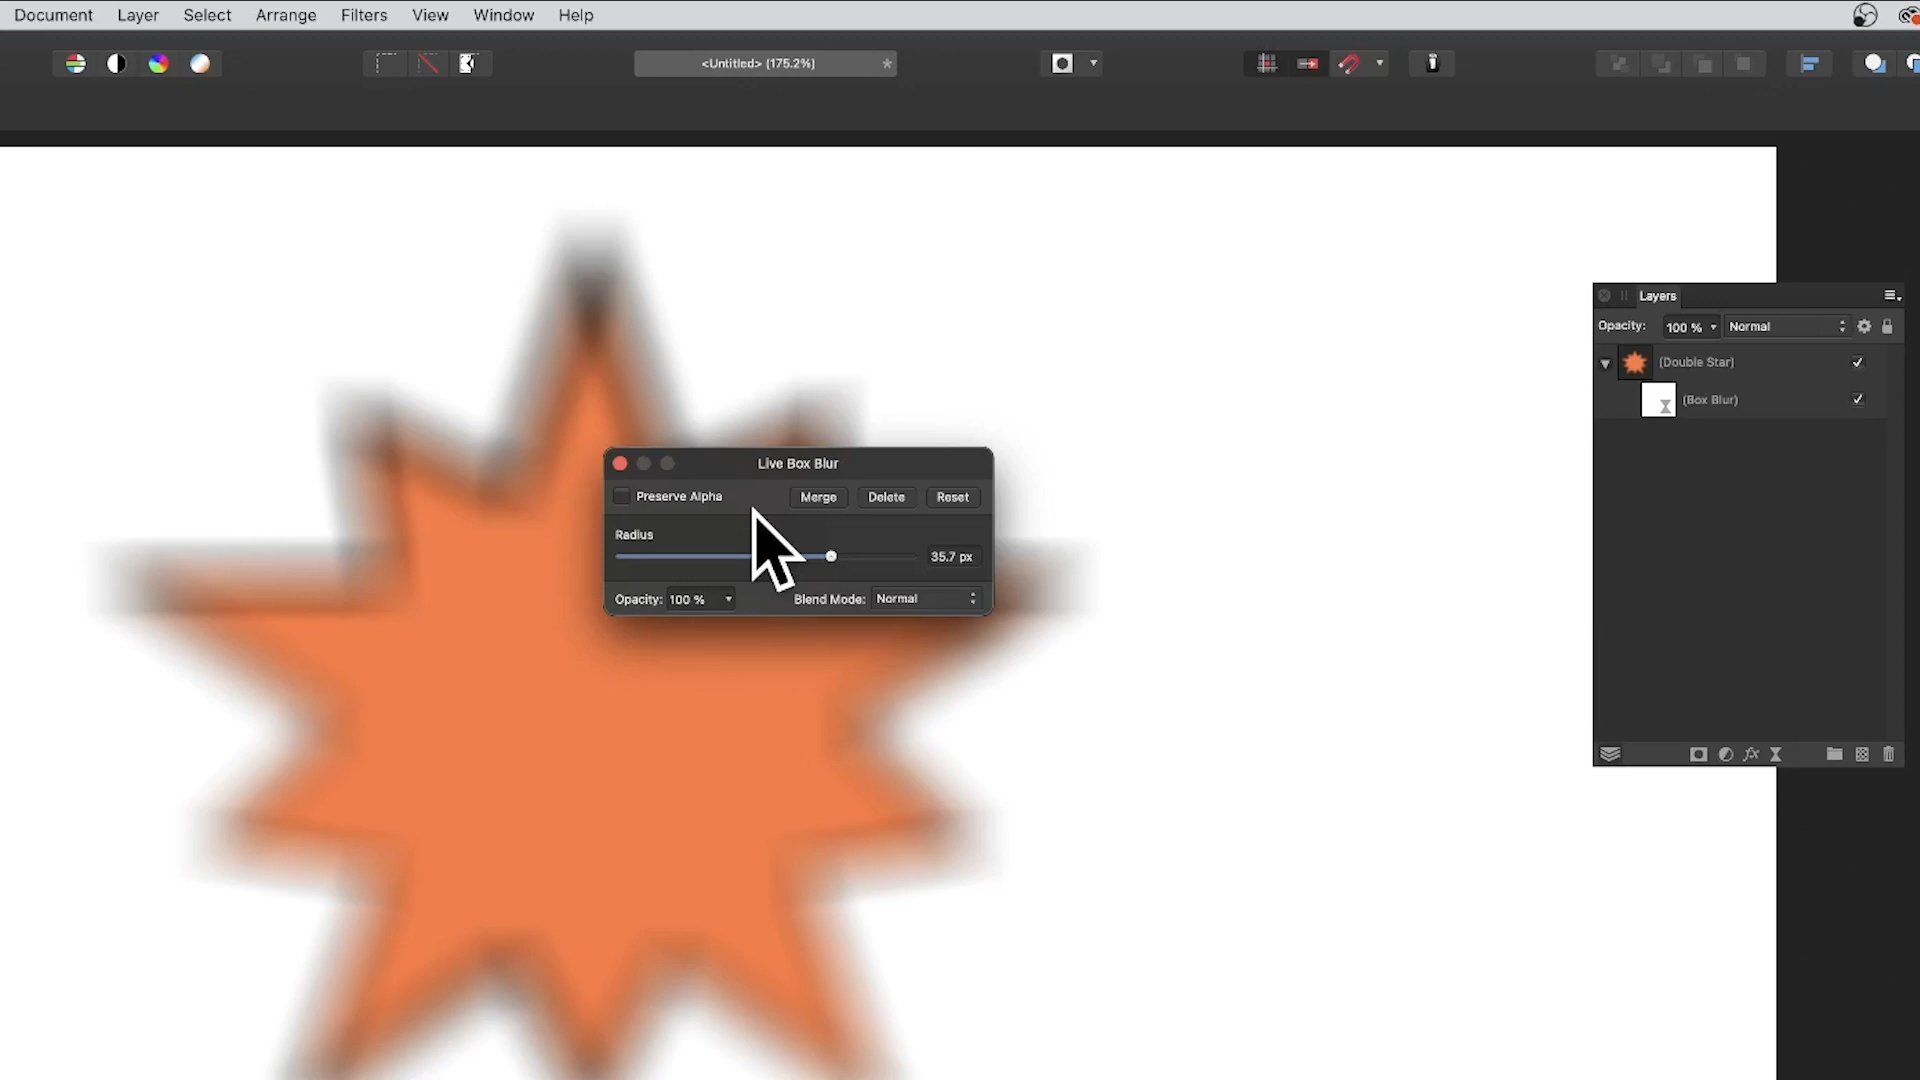 Document Layer Select Arrange Filters View Window Help
<Untitled> (175.2%) *
Layers
Opacity: 100 % Normal
(Double Star)
(Box Blur)
Live Box Blur
Preserve Alpha Merge Delete Reset
Radius
35.7 px
Opacity: 100 % Blend Mode: Normal
fx